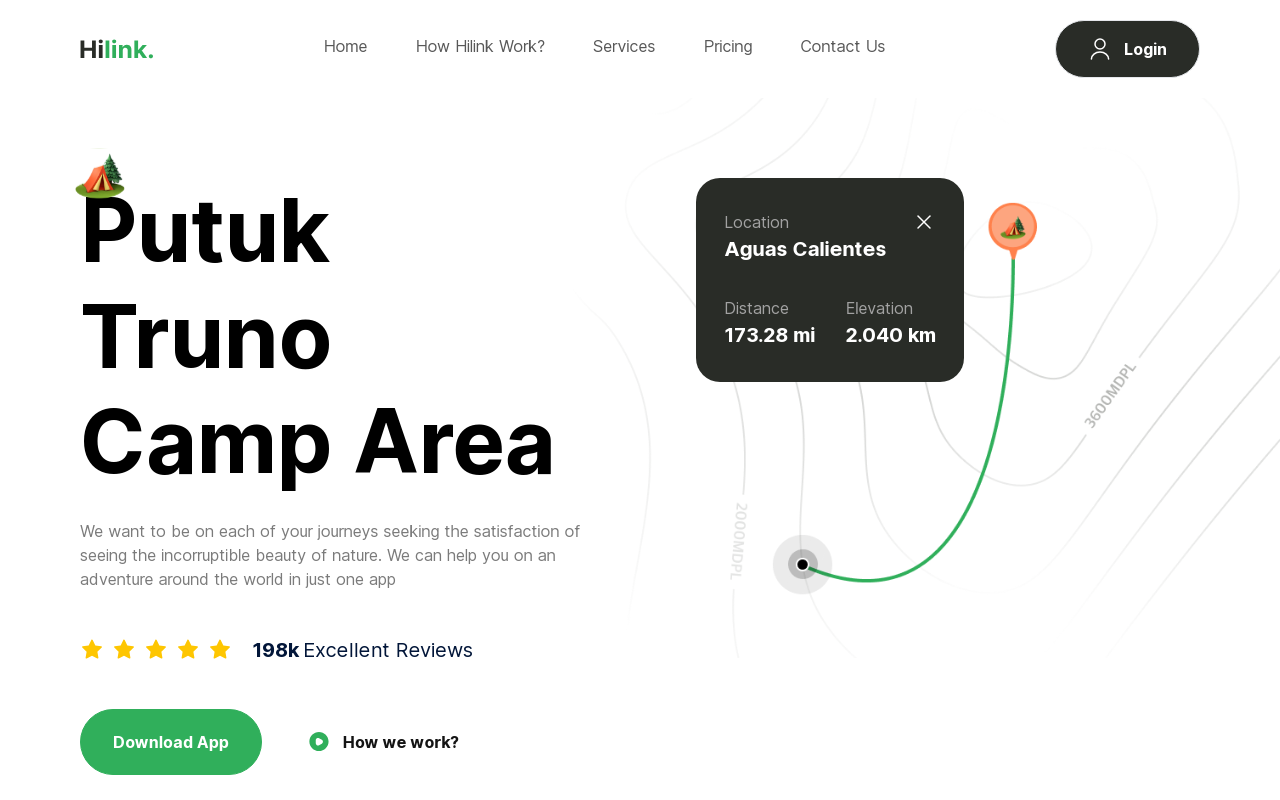 Hilink.
Home
How Hilink Work?
Services
Pricing
Contact Us
Login
Putuk
Truno
Camp Area
We want to be on each of your journeys seeking the satisfaction of
seeing the incorruptible beauty of nature. We can help you on an
adventure around the world in just one app
198k Excellent Reviews
Download App
How we work?
Location
Aguas Calientes
Distance
Elevation
173.28 mi
2.040 km
3600MDPL
2000MDPL